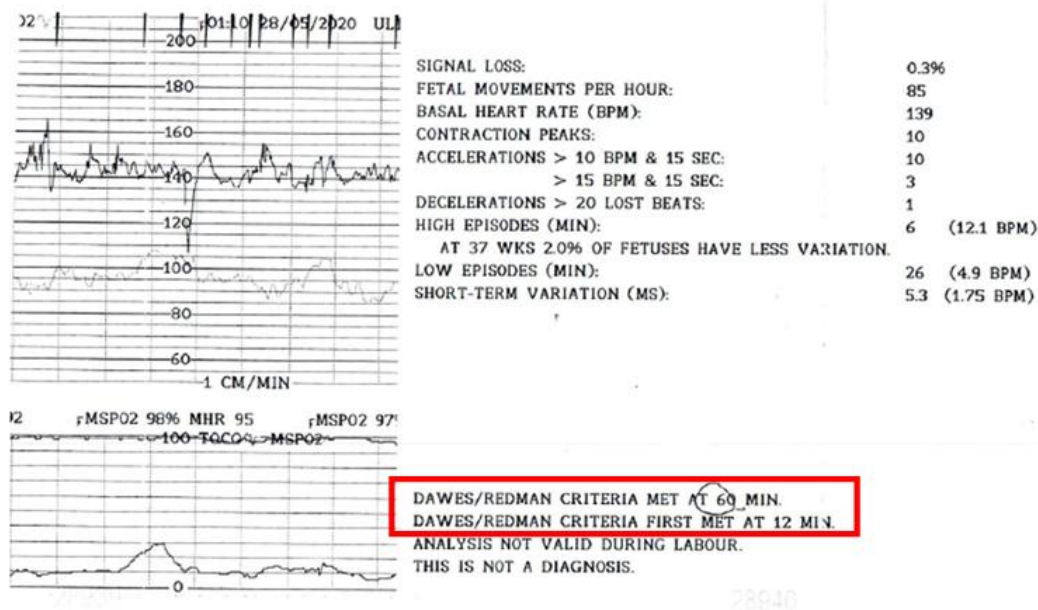 01:10 28/05/2020
200
180
160
140
120
100
80
60
1 CM/MIN
MSPO2 98% MHR 95
100 TOCO MSPO2
0
SIGNAL LOSS: 0.3%
FETAL MOVEMENTS PER HOUR: 85
BASAL HEART RATE (BPM): 139
CONTRACTION PEAKS: 10
ACCELERATIONS > 10 BPM & 15 SEC: 10
> 15 BPM & 15 SEC: 3
DECELERATIONS > 20 LOST BEATS: 1
HIGH EPISODES (MIN): 6 (12.1 BPM)
AT 37 WKS 2.0% OF FETUSES HAVE LESS VARIATION.
LOW EPISODES (MIN): 26 (4.9 BPM)
SHORT-TERM VARIATION (MS): 5.3 (1.75 BPM)
DAWES/REDMAN CRITERIA MET AT 60 MIN.
DAWES/REDMAN CRITERIA FIRST MET AT 12 MIN.
ANALYSIS NOT VALID DURING LABOUR.
THIS IS NOT A DIAGNOSIS.
28940